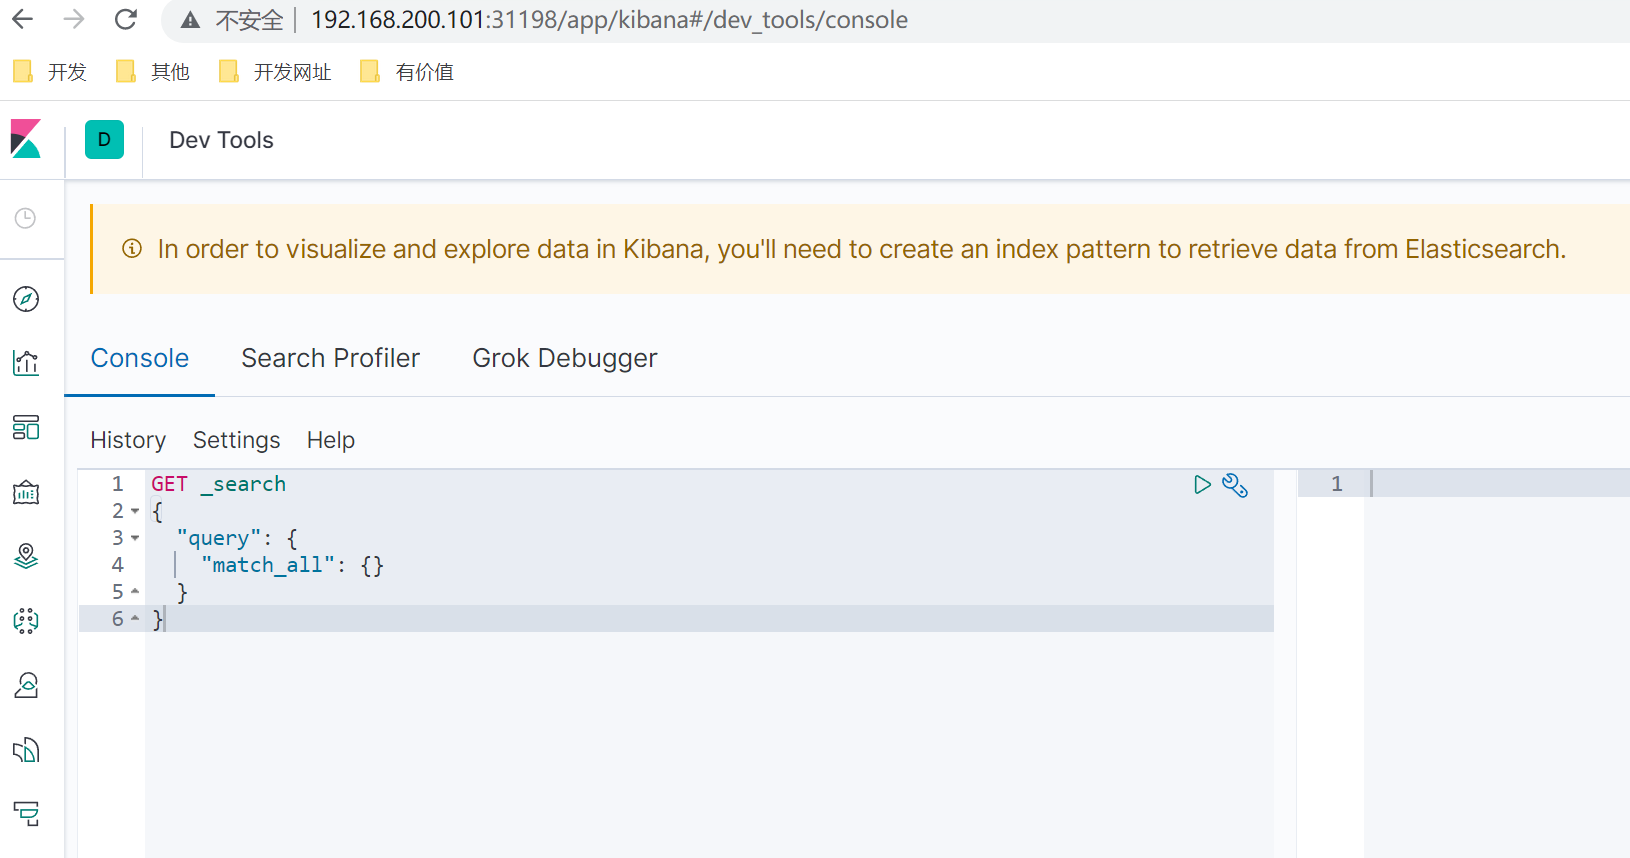 不安全 192.168.200.101:31198/app/kibana#/dev_tools/console
开发 其他 开发网址 有价值
D Dev Tools
In order to visualize and explore data in Kibana, you'll need to create an index pattern to retrieve data from Elasticsearch.
Console Search Profiler Grok Debugger
History Settings Help
1 GET _search 1
2 {
3 "query": {
4 "match_all": {}
5 }
6 }